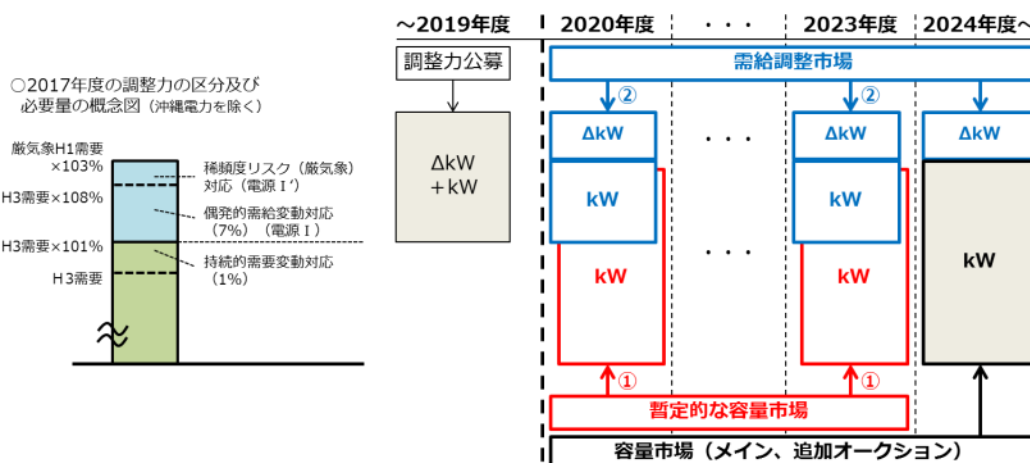 〇2017年度の調整力の区分及び
必要量の概念図（沖縄電力を除く）
厳気象H1需要
×103%
H3需要×108%
H3需要×101%
H3需要
稀頻度リスク（厳気象）
対応（電源Ⅰ’）
偶発的需給変動対応
（7%）（電源Ⅰ）
持続的需要変動対応
（1%）
～2019年度
2020年度
・・・
2023年度
2024年度～
調整力公募
需給調整市場
②
②
ΔkW
+kW
ΔkW
・・・
ΔkW
ΔkW
kW
kW
・・・
kW
kW
kW
①
①
暫定的な容量市場
容量市場（メイン、追加オークション）